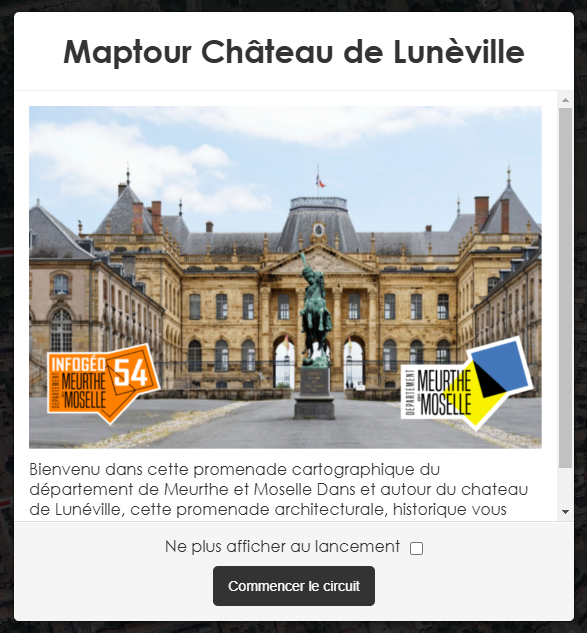 Maptour Château de Lunèville
INFOGÉO
54
DÉPARTEMENT
MEURTHE
& MOSELLE
DÉPARTEMENT
MEURTHE
& MOSELLE
Bienvenu dans cette promenade cartographique du
département de Meurthe et Moselle Dans et autour du chateau
de Lunéville, cette promenade architecturale, historique vous
Ne plus afficher au lancement
Commencer le circuit